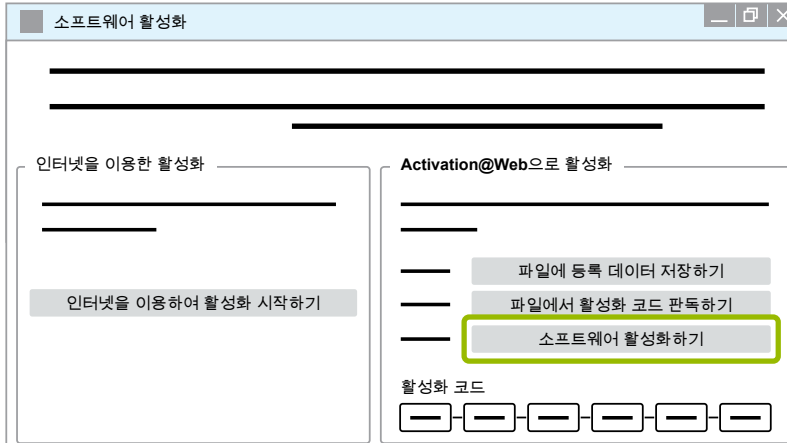 소프트웨어 활성화
인터넷을 이용한 활성화
인터넷을 이용하여 활성화 시작하기
Activation@Web으로 활성화
파일에 등록 데이터 저장하기
파일에서 활성화 코드 판독하기
소프트웨어 활성화하기
활성화 코드